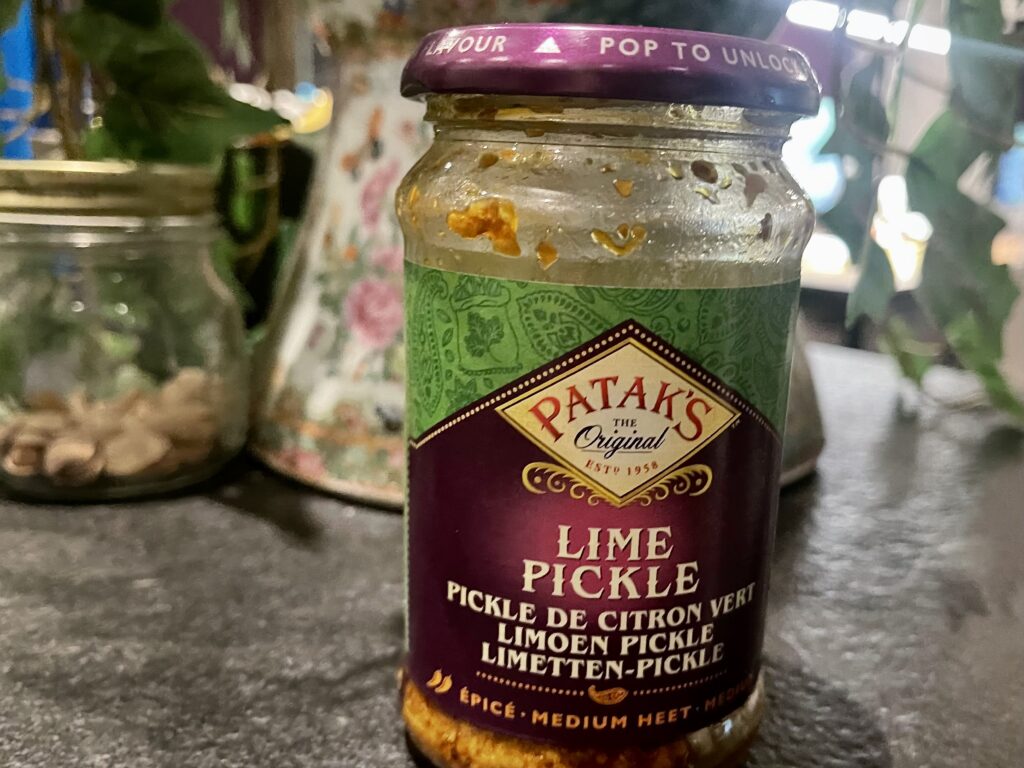 LAVOUR ▲ POP TO UNLOCK
PATAK'S
THE
Original
ESTD 1958
LIME
PICKLE
PICKLE DE CITRON VERT
LIMOEN PICKLE
LIMETTEN-PICKLE
ÉPICÉ · MEDIUM HEET ·